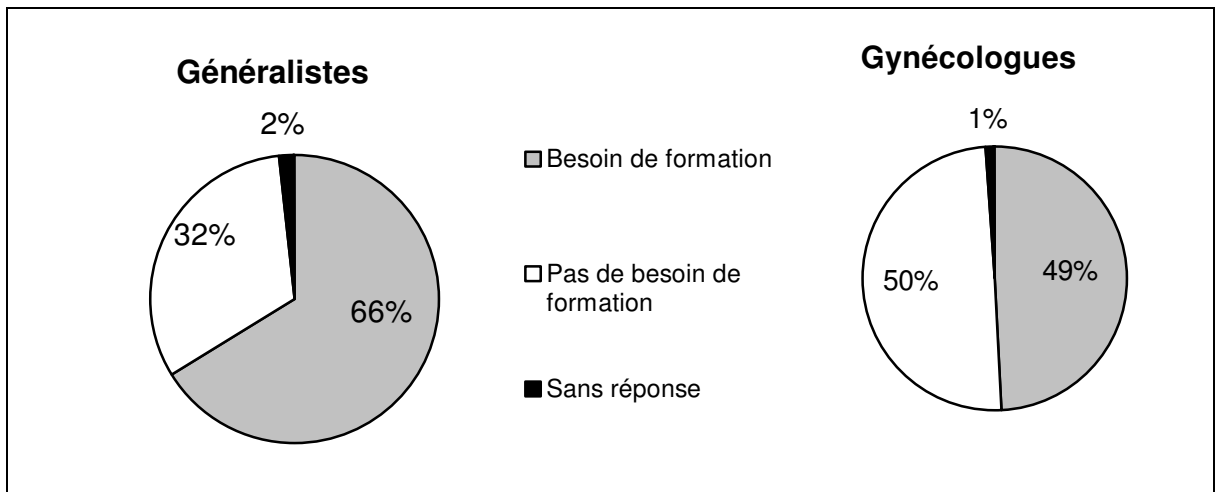 Généralistes
2%
32%
66%
Besoin de formation
Pas de besoin de
formation
Sans réponse
Gynécologues
1%
50%
49%